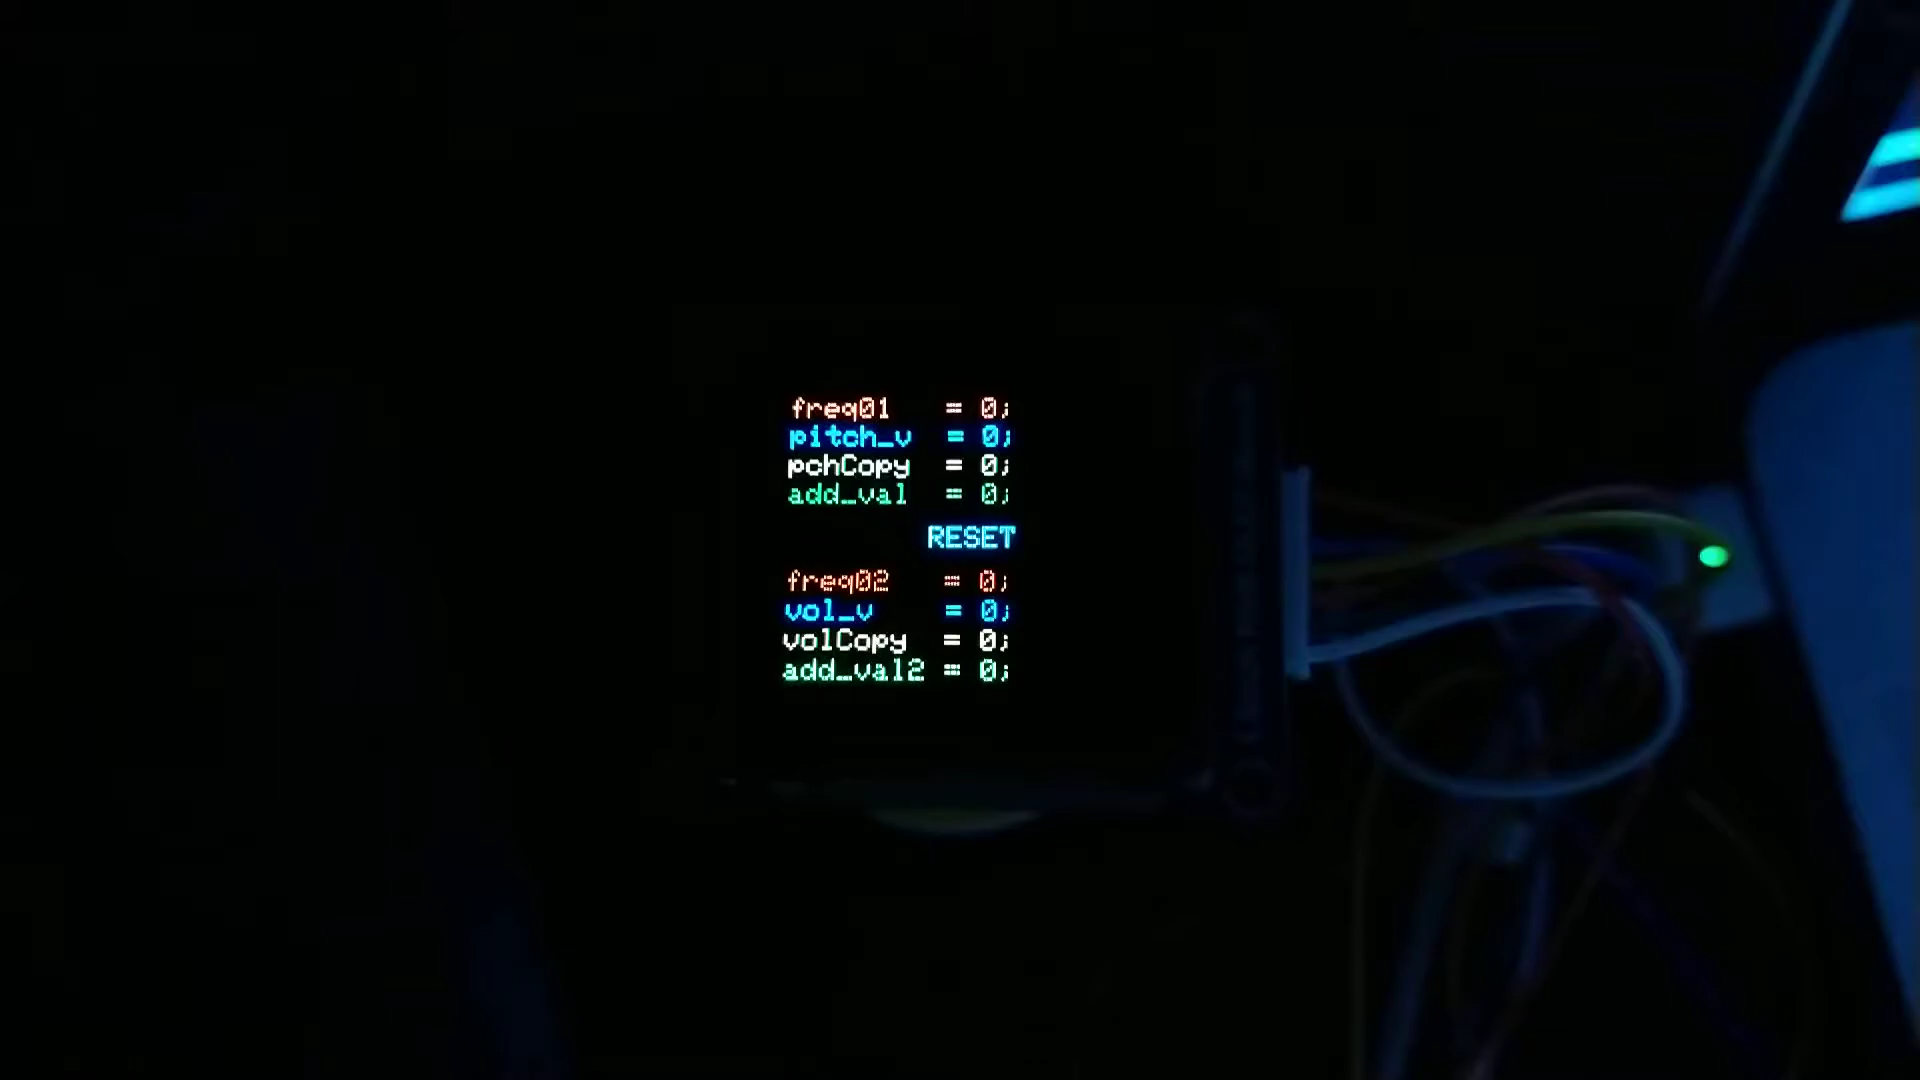 freq01 = 0;
pitch_v = 0;
pchCopy = 0;
add_val = 0;
RESET
freq02 = 0;
vol_v = 0;
volCopy = 0;
add_val2 = 0;